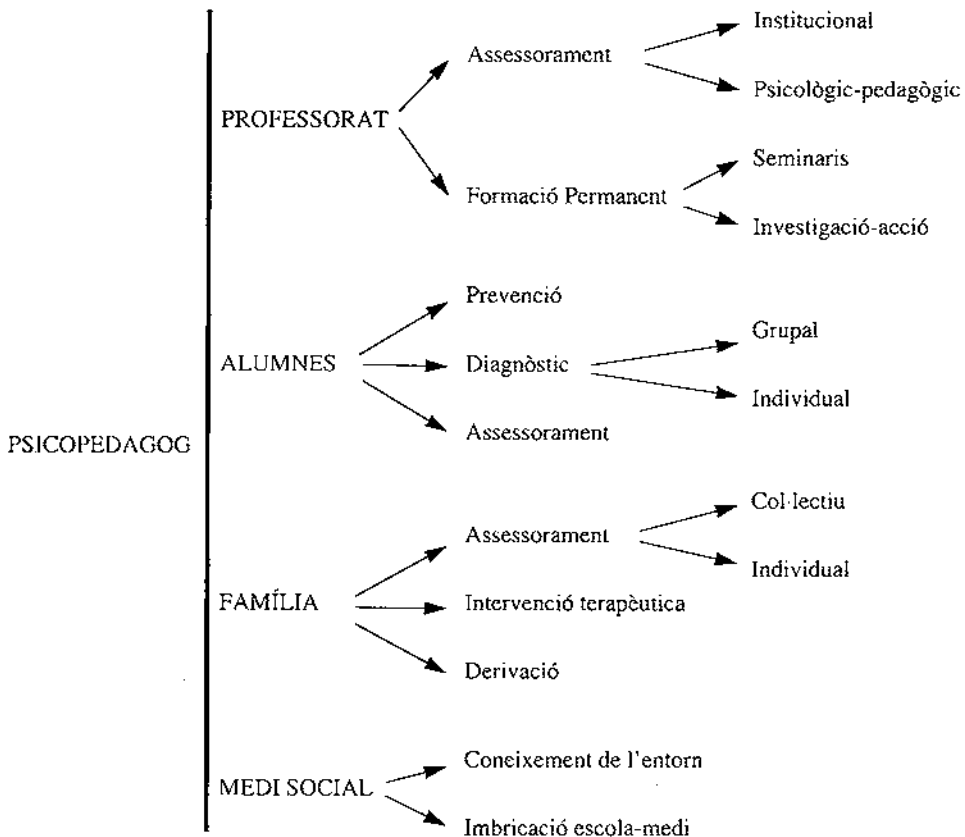 Institucional
Assessorament
Psicològic-pedagògic
PROFESSORAT
Seminaris
Formació Permanent
Investigació-acció
Prevenció
Grupal
ALUMNES
Diagnòstic
Individual
Assessorament
PSICOPEDAGOG
Col·lectiu
Assessorament
Individual
FAMÍLIA
Intervenció terapèutica
Derivació
Coneixement de l'entorn
MEDI SOCIAL
Imbricació escola-medi